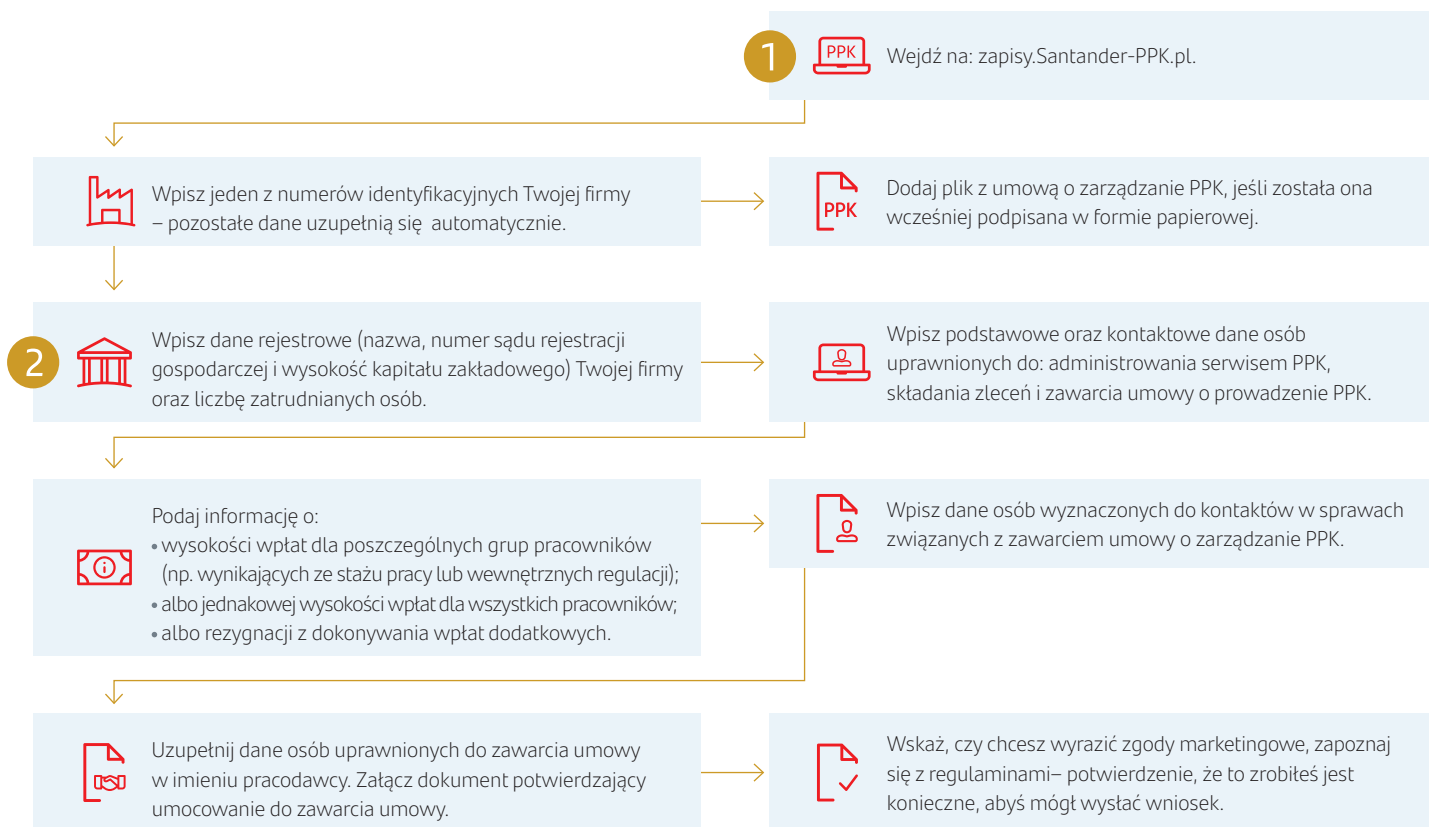 1
PPK
Wejdź na: zapisy.Santander-PPK.pl.
Wpisz jeden z numerów identyfikacyjnych Twojej firmy
– pozostałe dane uzupełnią się automatycznie.
PPK
Dodaj plik z umową o zarządzanie PPK, jeśli została ona
wcześniej podpisana w formie papierowej.
2
Wpisz dane rejestrowe (nazwa, numer sądu rejestracji
gospodarczej i wysokość kapitału zakładowego) Twojej firmy
oraz liczbę zatrudnianych osób.
Wpisz podstawowe oraz kontaktowe dane osób
uprawnionych do: administrowania serwisem PPK,
składania zleceń i zawarcia umowy o prowadzenie PPK.
Podaj informację o:
• wysokości wpłat dla poszczególnych grup pracowników
(np. wynikających ze stażu pracy lub wewnętrznych regulacji);
• albo jednakowej wysokości wpłat dla wszystkich pracowników;
• albo rezygnacji z dokonywania wpłat dodatkowych.
Wpisz dane osób wyznaczonych do kontaktów w sprawach
związanych z zawarciem umowy o zarządzanie PPK.
Uzupełnij dane osób uprawnionych do zawarcia umowy
w imieniu pracodawcy. Załącz dokument potwierdzający
umocowanie do zawarcia umowy.
Wskaż, czy chcesz wyrazić zgody marketingowe, zapoznaj
się z regulaminami– potwierdzenie, że to zrobiłeś jest
konieczne, abyś mógł wysłać wniosek.